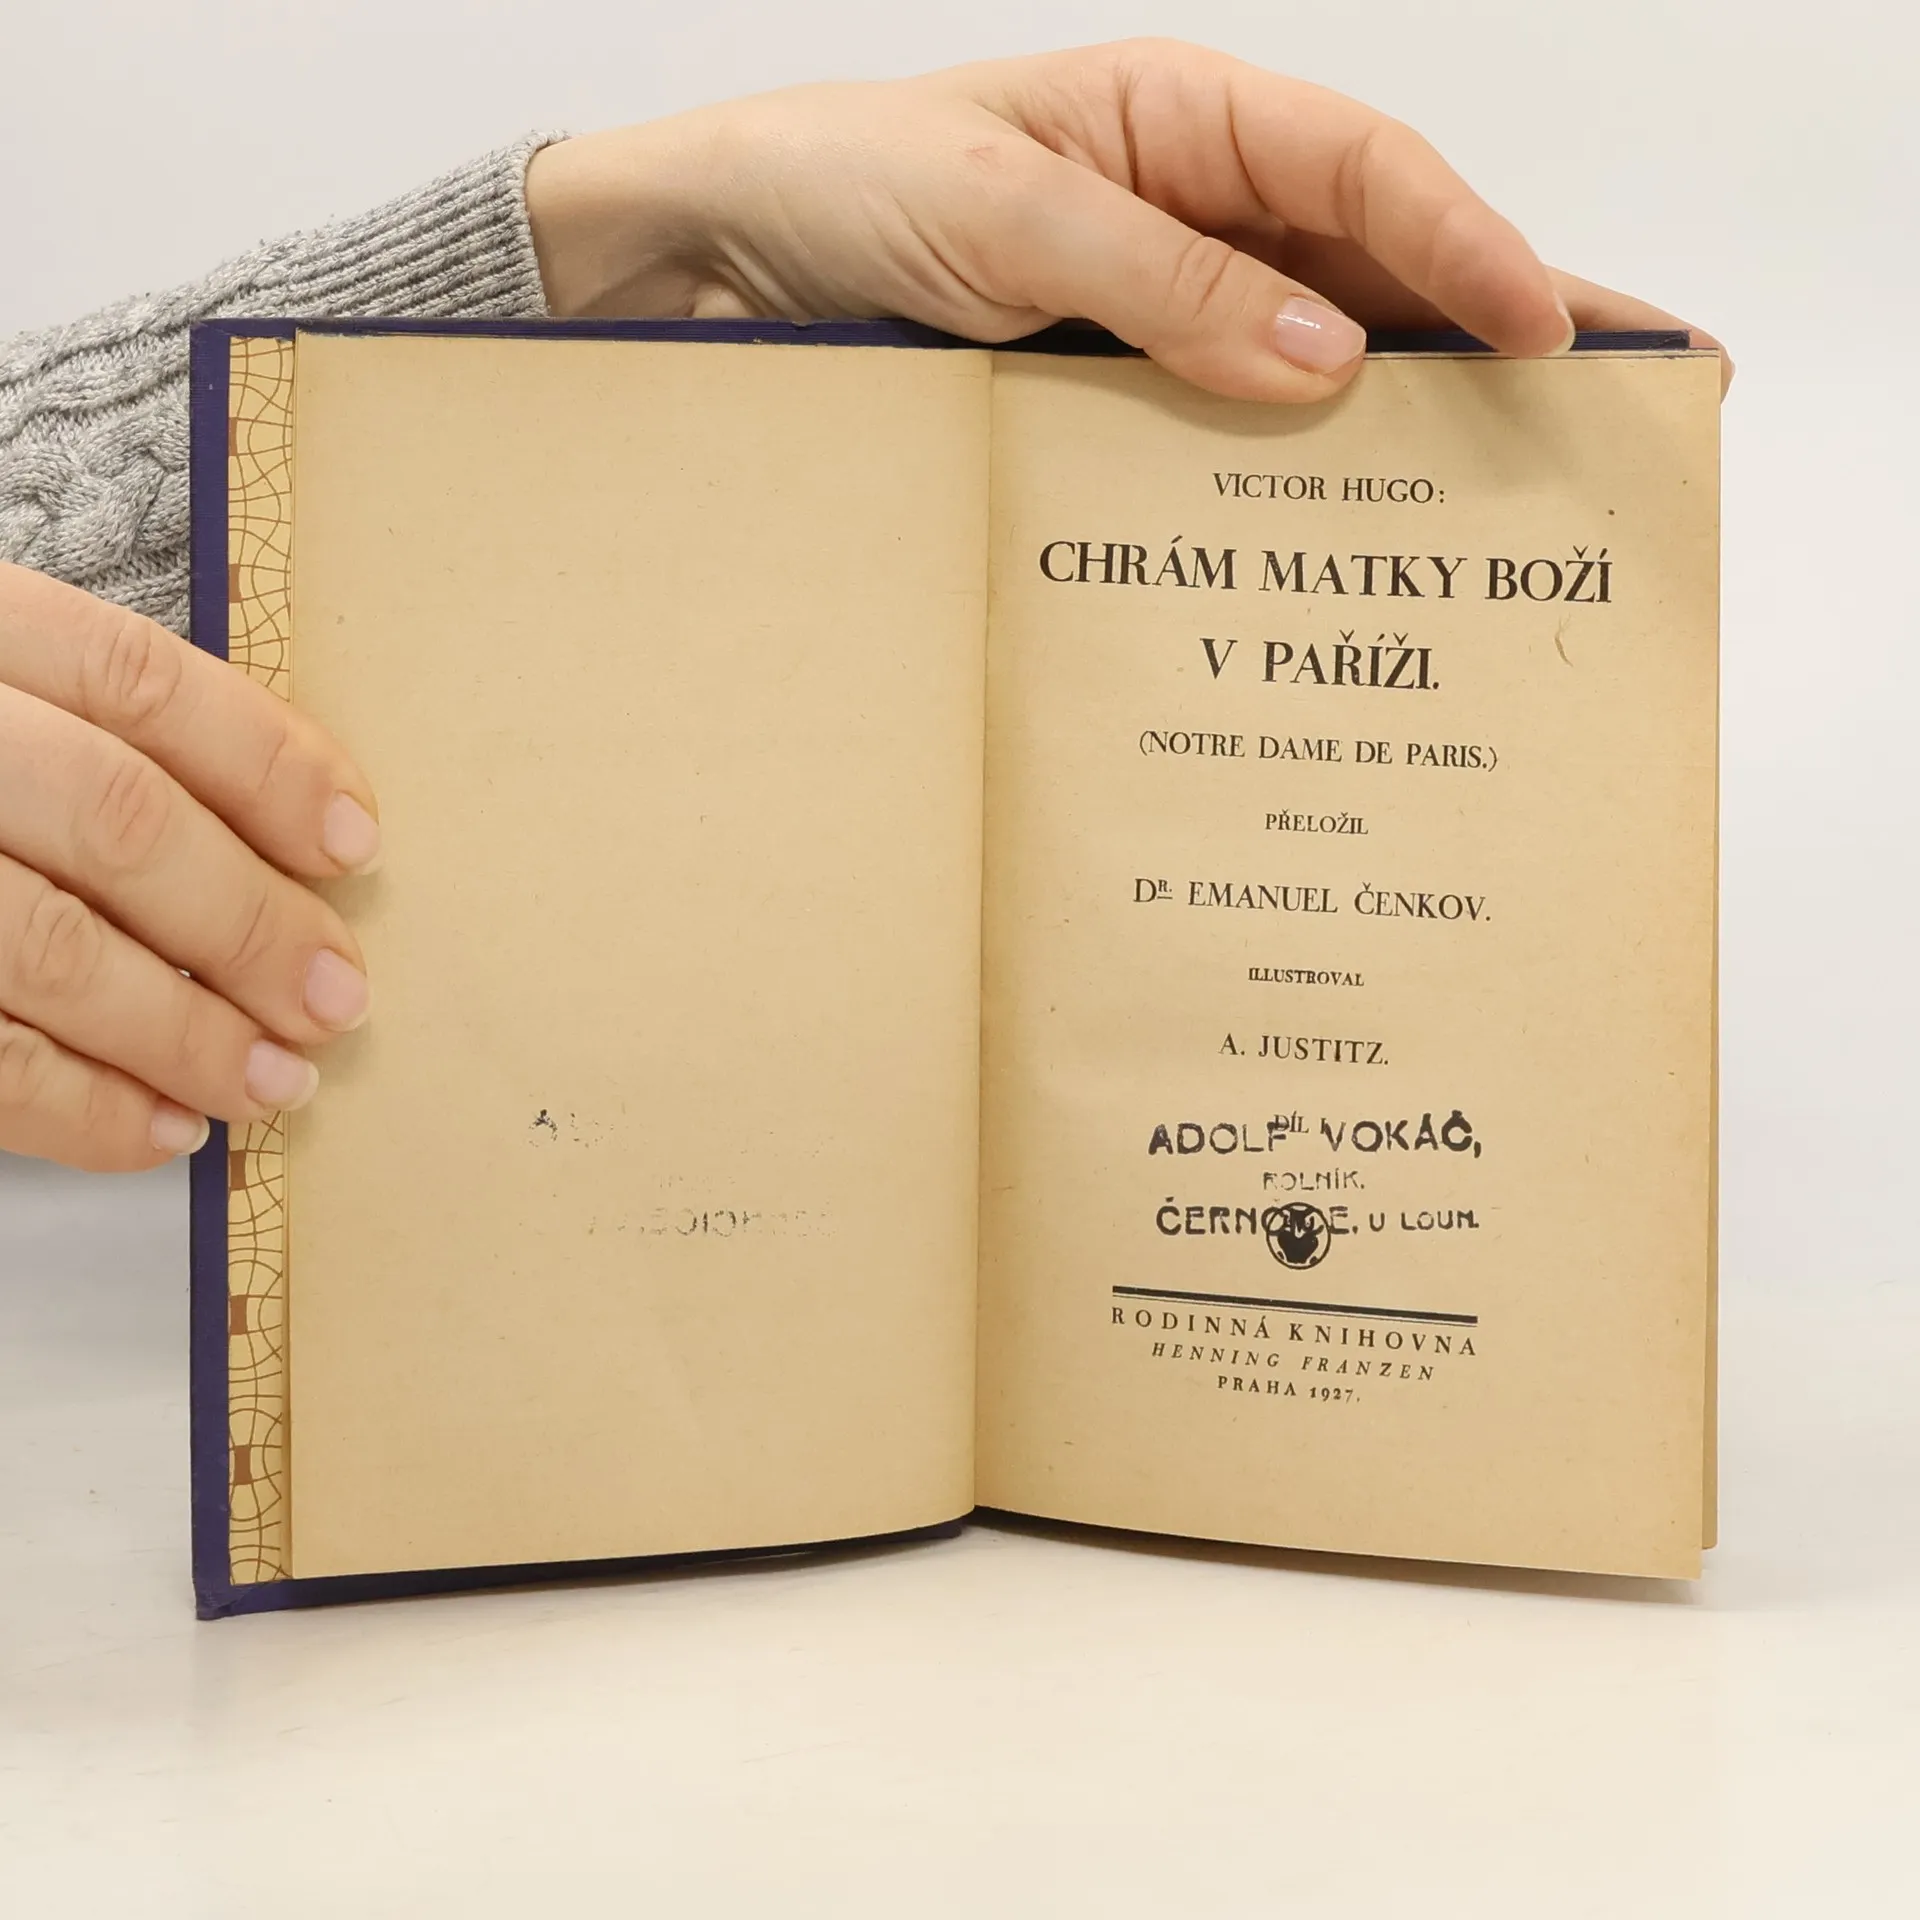 VICTOR HUGO:
CHRÁM MATKY BOŽÍ
V PAŘÍŽI.
(NOTRE DAME DE PARIS.)
PŘELOŽIL
DR. EMANUEL ČENKOV.
ILLUSTROVAL
A. JUSTITZ.
DÍL I.
ADOLF VOKÁČ,
ROLNÍK.
ČERNČICE, U LOUN.
RODINNÁ KNIHOVNA
HENNING FRANZEN
PRAHA 1927.